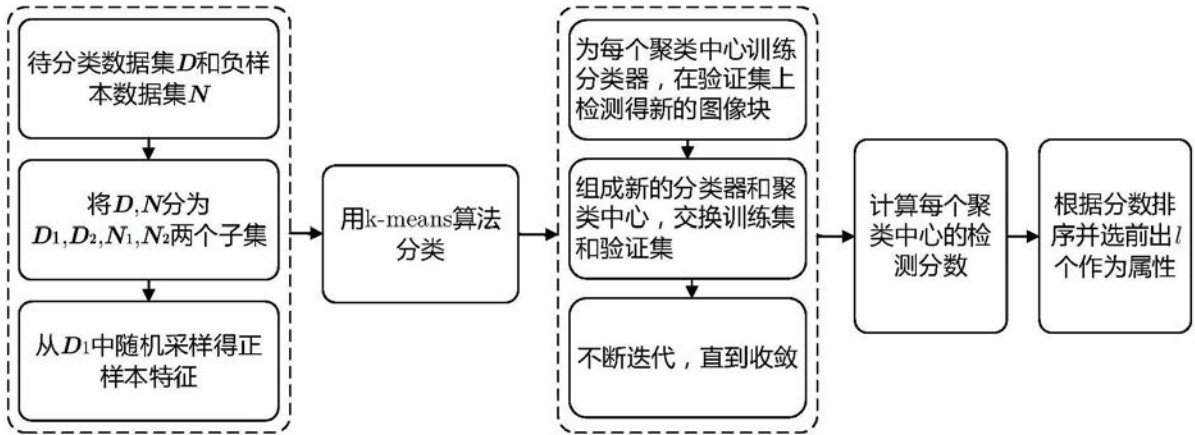 待分类数据集D和负样
本数据集N
将D,N分为
D1,D2,N1,N2两个子集
从D1中随机采样得正
样本特征
用k-means算法
分类
为每个聚类中心训练
分类器，在验证集上
检测得新的图像块
组成新的分类器和聚
类中心，交换训练集
和验证集
不断迭代，直到收敛
计算每个聚
类中心的检
测分数
根据分数排
序并选前出l
个作为属性